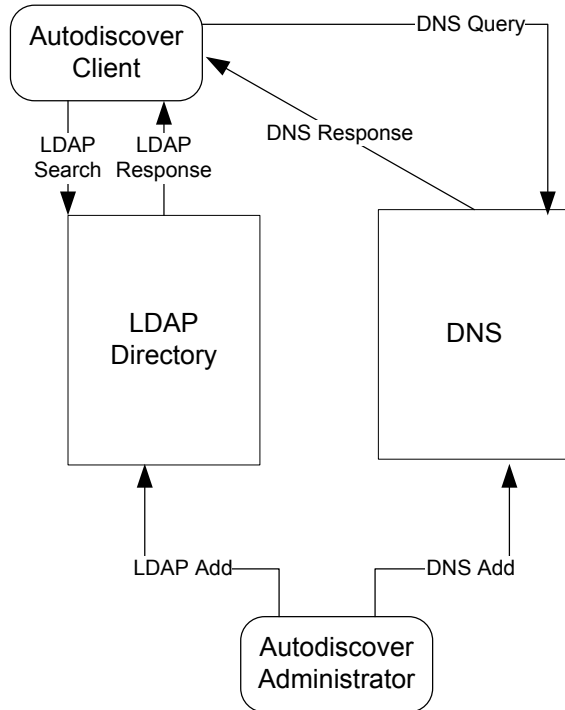 Autodiscover
Client
DNS Query
DNS Response
LDAP
Search
LDAP
Response
LDAP
Directory
DNS
LDAP Add
DNS Add
Autodiscover
Administrator